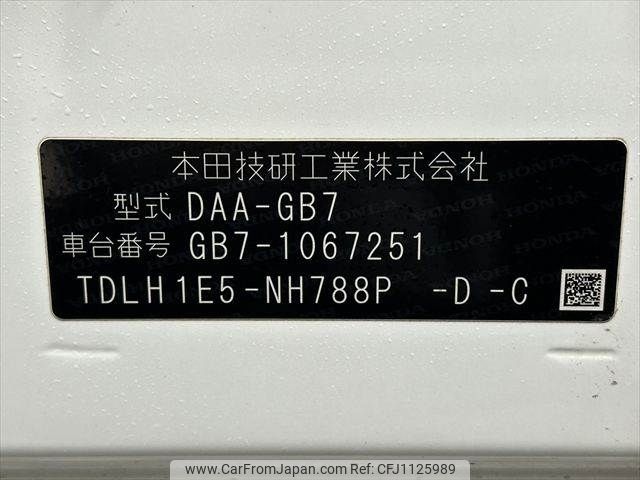 本田技研工業株式会社
型式 DAA-GB7
車台番号 GB7-1067251
TDLH1E5-NH788P -D -C
www.CarFromJapan.com CFJ1125989